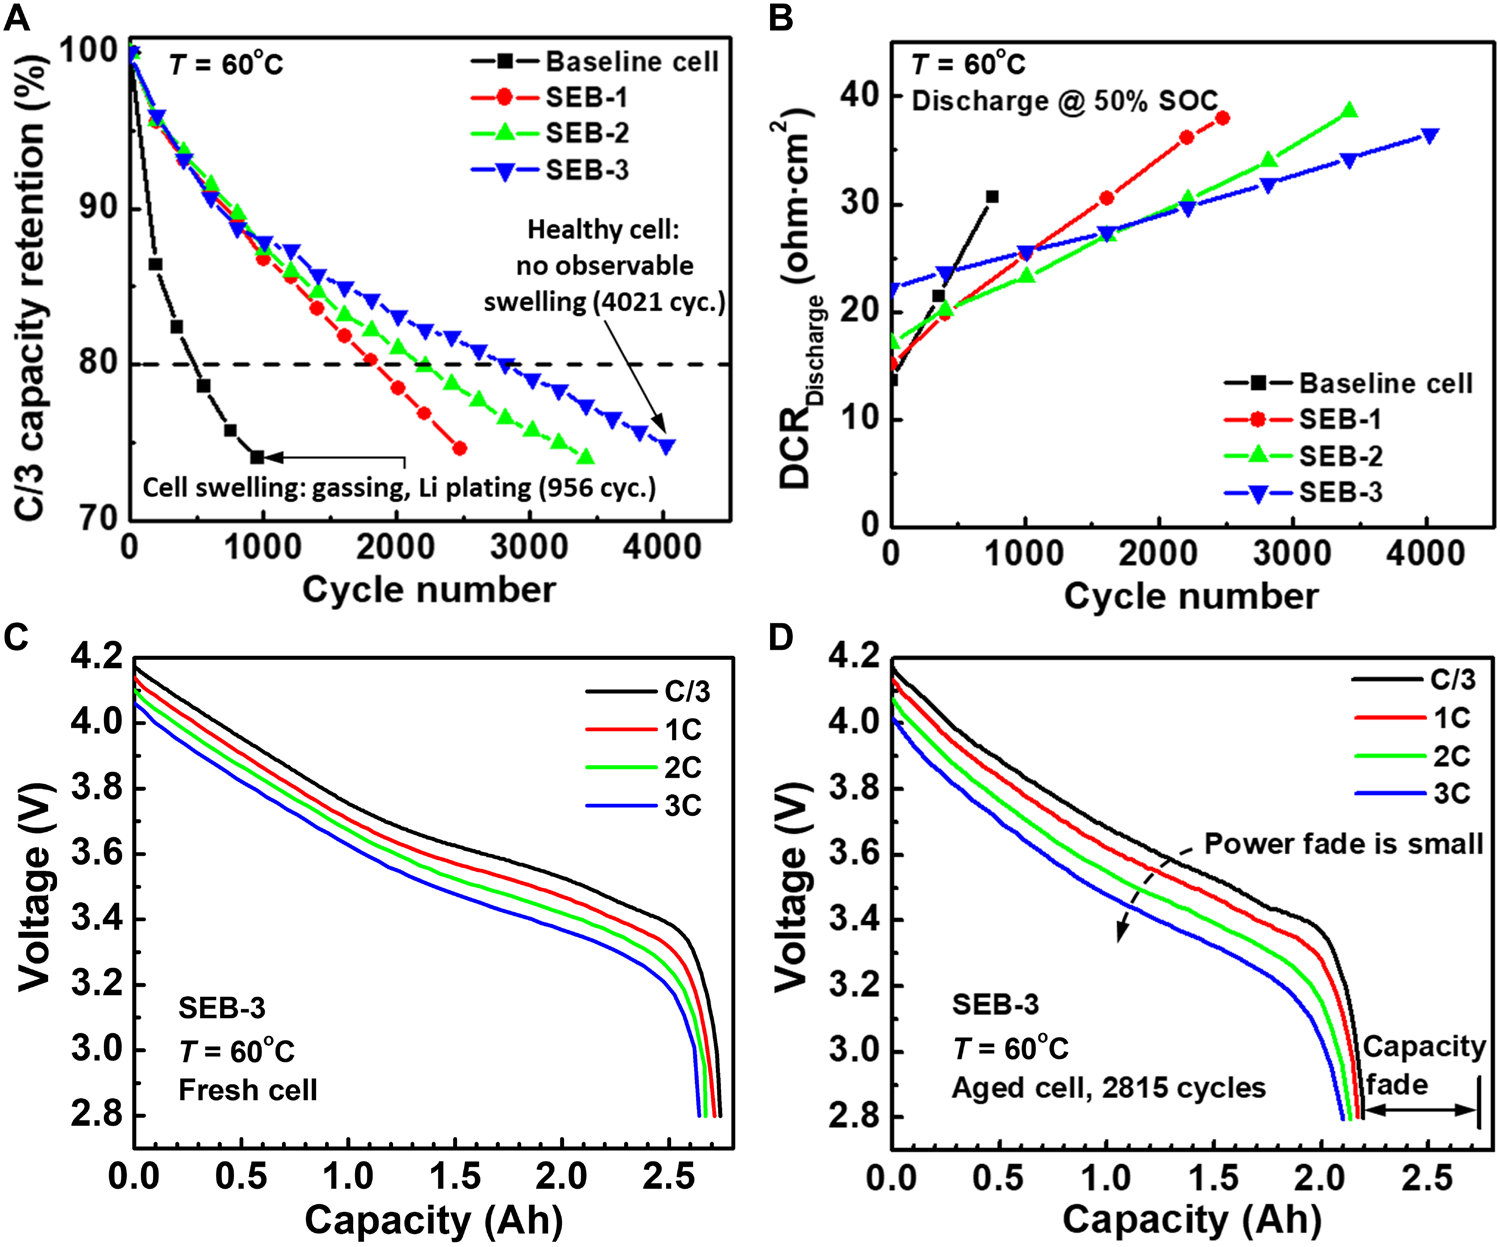 A
T = 60°C
Baseline cell
SEB-1
SEB-2
SEB-3
Healthy cell:
no observable
swelling (4021 cyc.)
Cell swelling: gassing, Li plating (956 cyc.)
C/3 capacity retention (%)
100
90
80
70
0 1000 2000 3000 4000
Cycle number
B
T = 60°C
Discharge @ 50% SOC
Baseline cell
SEB-1
SEB-2
SEB-3
DCRDischarge (ohm·cm2)
40
30
20
10
0
0 1000 2000 3000 4000
Cycle number
C
C/3
1C
2C
3C
SEB-3
T = 60°C
Fresh cell
Voltage (V)
4.2
4.0
3.8
3.6
3.4
3.2
3.0
2.8
0.0 0.5 1.0 1.5 2.0 2.5
Capacity (Ah)
D
C/3
1C
2C
3C
Power fade is small
SEB-3
T = 60°C
Aged cell, 2815 cycles
Capacity
fade
Voltage (V)
4.2
4.0
3.8
3.6
3.4
3.2
3.0
2.8
0.0 0.5 1.0 1.5 2.0 2.5
Capacity (Ah)